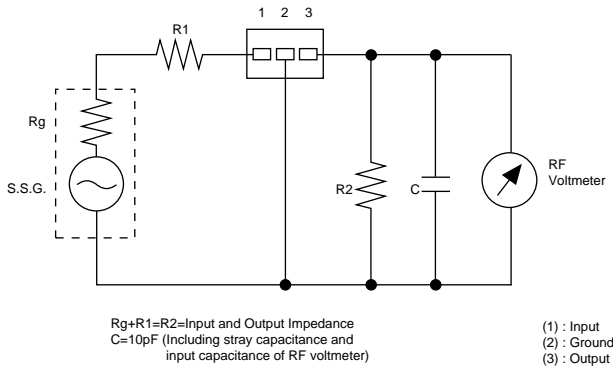 1 2 3
R1
Rg
S.S.G.
R2
C
RF
Voltmeter
Rg+R1=R2=Input and Output Impedance
C=10pF (Including stray capacitance and
input capacitance of RF voltmeter)
(1) : Input
(2) : Ground
(3) : Output